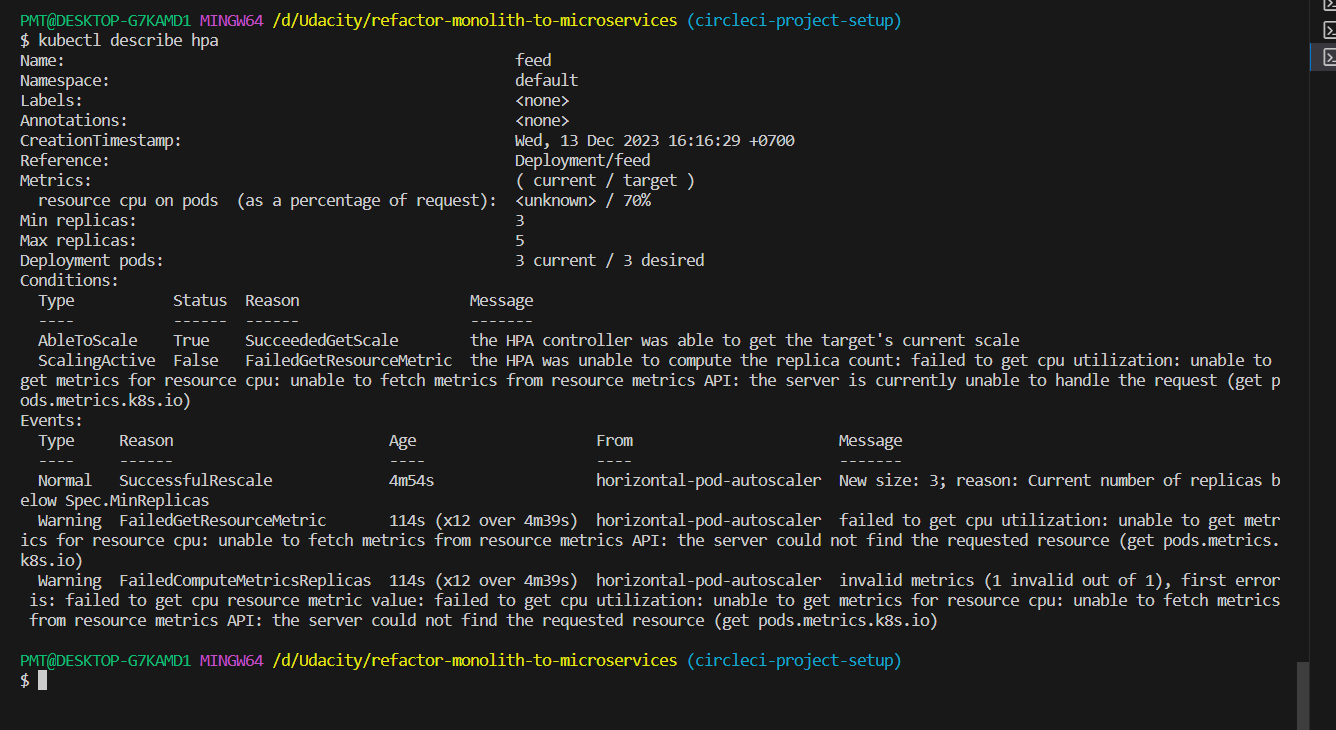 PMT@DESKTOP-G7KAMD1 MINGW64 /d/Udacity/refactor-monolith-to-microservices (circleci-project-setup)
$ kubectl describe hpa
Name:                                                  feed
Namespace:                                             default
Labels:                                                <none>
Annotations:                                           <none>
CreationTimestamp:                                     Wed, 13 Dec 2023 16:16:29 +0700
Reference:                                             Deployment/feed
Metrics:                                               ( current / target )
  resource cpu on pods  (as a percentage of request):  <unknown> / 70%
Min replicas:                                          3
Max replicas:                                          5
Deployment pods:                                       3 current / 3 desired
Conditions:
  Type           Status  Reason                   Message
  ----           ------  ------                   -------
  AbleToScale    True    SucceededGetScale        the HPA controller was able to get the target's current scale
  ScalingActive  False   FailedGetResourceMetric  the HPA was unable to compute the replica count: failed to get cpu utilization: unable to
get metrics for resource cpu: unable to fetch metrics from resource metrics API: the server is currently unable to handle the request (get p
ods.metrics.k8s.io)
Events:
  Type     Reason                        Age                    From                       Message
  ----     ------                        ----                   ----                       -------
  Normal   SuccessfulRescale             4m54s                  horizontal-pod-autoscaler  New size: 3; reason: Current number of replicas b
elow Spec.MinReplicas
  Warning  FailedGetResourceMetric       114s (x12 over 4m39s)  horizontal-pod-autoscaler  failed to get cpu utilization: unable to get metr
ics for resource cpu: unable to fetch metrics from resource metrics API: the server could not find the requested resource (get pods.metrics.
k8s.io)
  Warning  FailedComputeMetricsReplicas  114s (x12 over 4m39s)  horizontal-pod-autoscaler  invalid metrics (1 invalid out of 1), first error
 is: failed to get cpu resource metric value: failed to get cpu utilization: unable to get metrics for resource cpu: unable to fetch metrics
 from resource metrics API: the server could not find the requested resource (get pods.metrics.k8s.io)
PMT@DESKTOP-G7KAMD1 MINGW64 /d/Udacity/refactor-monolith-to-microservices (circleci-project-setup)
$